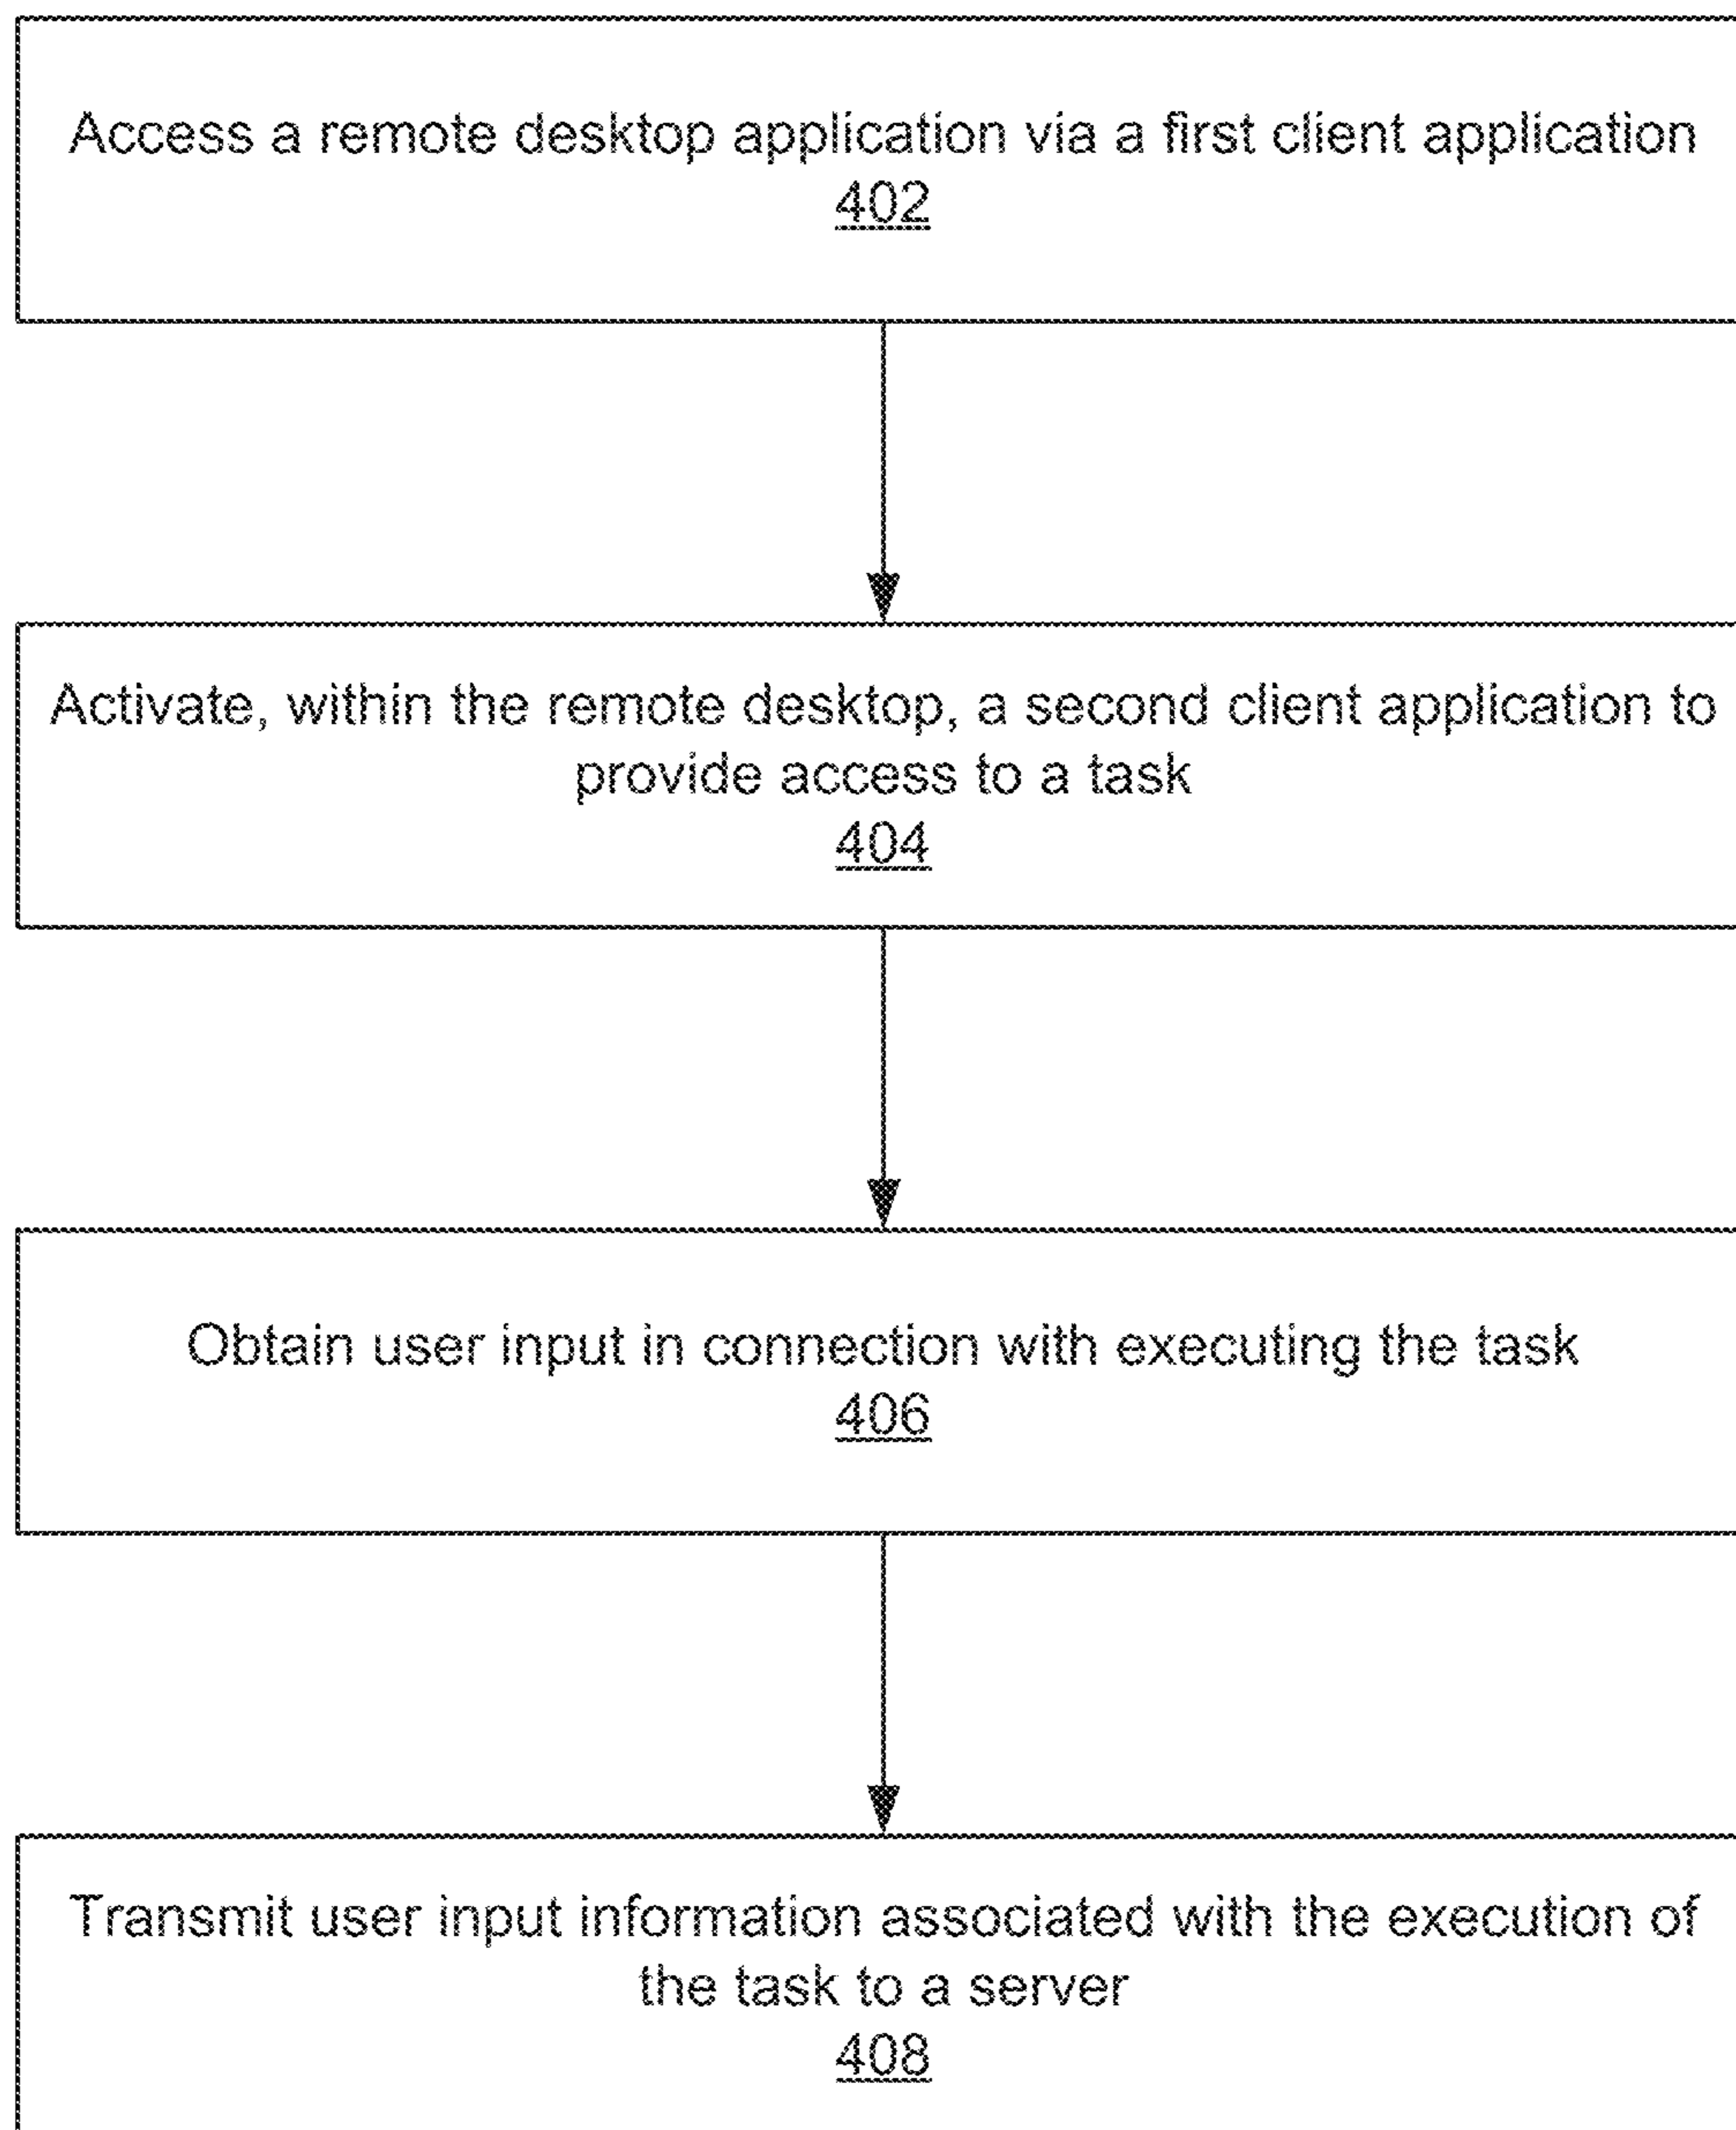 Access a remote desktop application via a first client application
402
Activate, within the remote desktop, a second client application to
provide access to a task
404
Obtain user input in connection with executing the task
406
Transmit user input information associated with the execution of
the task to a server
408